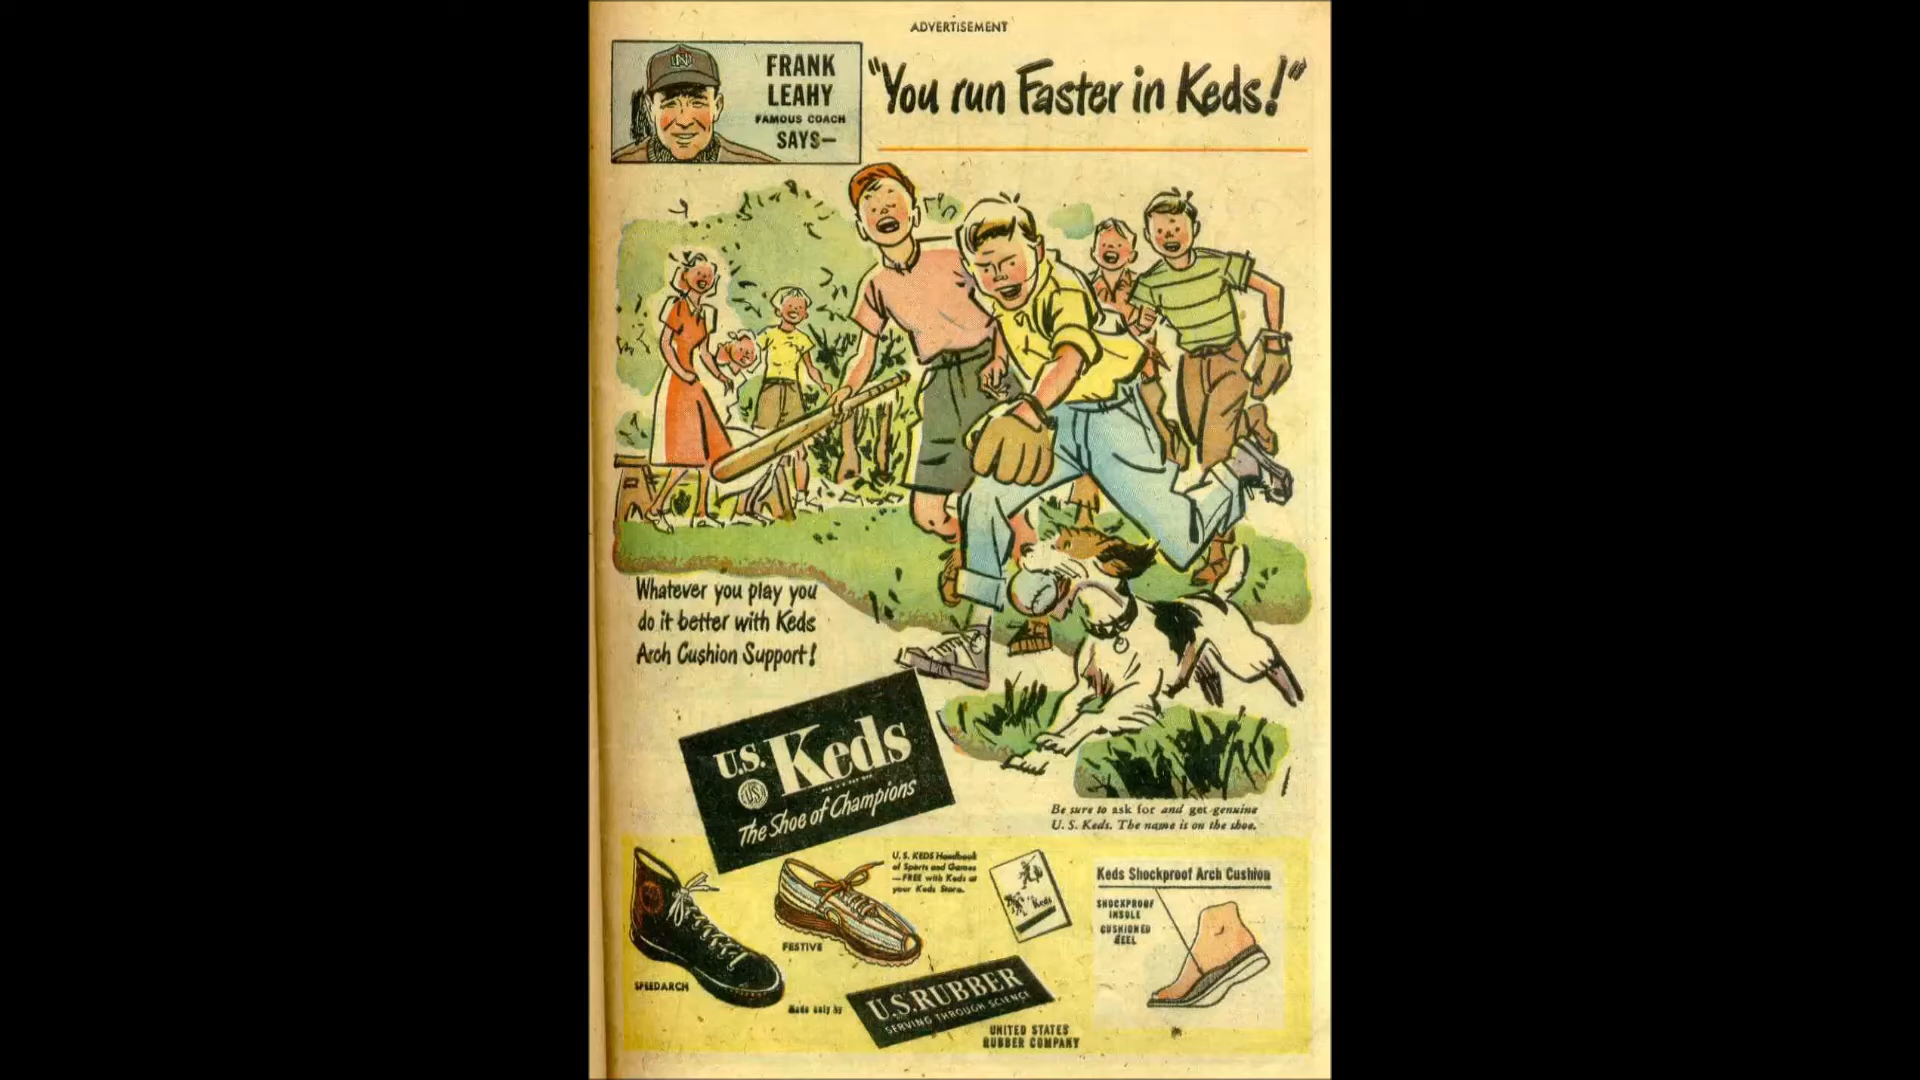 ADVERTISEMENT
FRANK
LEAHY
FAMOUS COACH
SAYS—
"You run Faster in Keds!"
Whatever you play you
do it better with Keds
Arch Cushion Support!
U.S. Keds
US
The Shoe of Champions
Be sure to ask for and get genuine
U. S. Keds. The name is on the shoe.
U. S. KEDS Handbook
of Sports and Games
—FREE with Keds at
your Keds Store.
Keds
Keds Shockproof Arch Cushion
SHOCKPROOF
INSOLE
CUSHIONED
HEEL
FESTIVE
SPEEDARCH
Made only by
U.S. RUBBER
SERVING THROUGH SCIENCE
UNITED STATES
RUBBER COMPANY